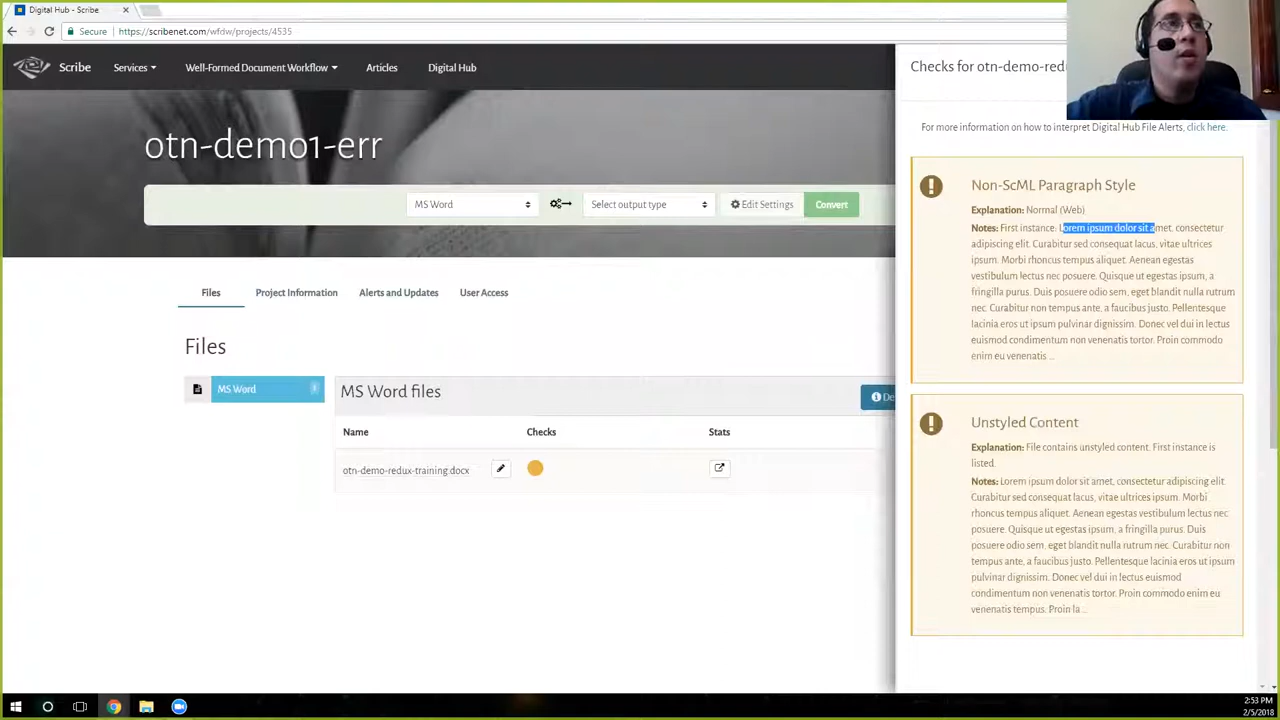 Digital Hub - Scribe
Secure
https://scribenet.com/wfdw/projects/4535
Scribe
Services
Well-Formed Document Workflow
Articles
Digital Hub
otn-demo1-err
MS Word
Select output type
Edit Settings
Convert
Files
Project Information
Alerts and Updates
User Access
Files
MS Word
MS Word files
De
Name
Checks
Stats
otn-demo-redux-training.docx
Checks for otn-demo-redu
For more information on how to interpret Digital Hub File Alerts, click here.
Non-ScML Paragraph Style
Explanation: Normal (Web)
Notes: First instance: Lorem ipsum dolor sit amet, consectetur
adipiscing elit. Curabitur sed consequat lacus, vitae ultrices
ipsum. Morbi rhoncus tempus aliquet. Aenean egestas
vestibulum lectus nec posuere. Quisque ut egestas ipsum, a
fringilla purus. Duis posuere odio sem, eget blandit nulla rutrum
nec. Curabitur non tempus ante, a faucibus justo. Pellentesque
lacinia eros ut ipsum pulvinar dignissim. Donec vel dui in lectus
euismod condimentum non venenatis tortor. Proin commodo
enim eu venenatis ...
Unstyled Content
Explanation: File contains unstyled content. First instance is
listed.
Notes: Lorem ipsum dolor sit amet, consectetur adipiscing elit.
Curabitur sed consequat lacus, vitae ultrices ipsum. Morbi
rhoncus tempus aliquet. Aenean egestas vestibulum lectus nec
posuere. Quisque ut egestas ipsum, a fringilla purus. Duis
posuere odio sem, eget blandit nulla rutrum nec. Curabitur non
tempus ante, a faucibus justo. Pellentesque lacinia eros ut ipsum
pulvinar dignissim. Donec vel dui in lectus euismod
condimentum non venenatis tortor. Proin commodo enim eu
venenatis tempus. Proin la ...
2:53 PM
2/5/2018